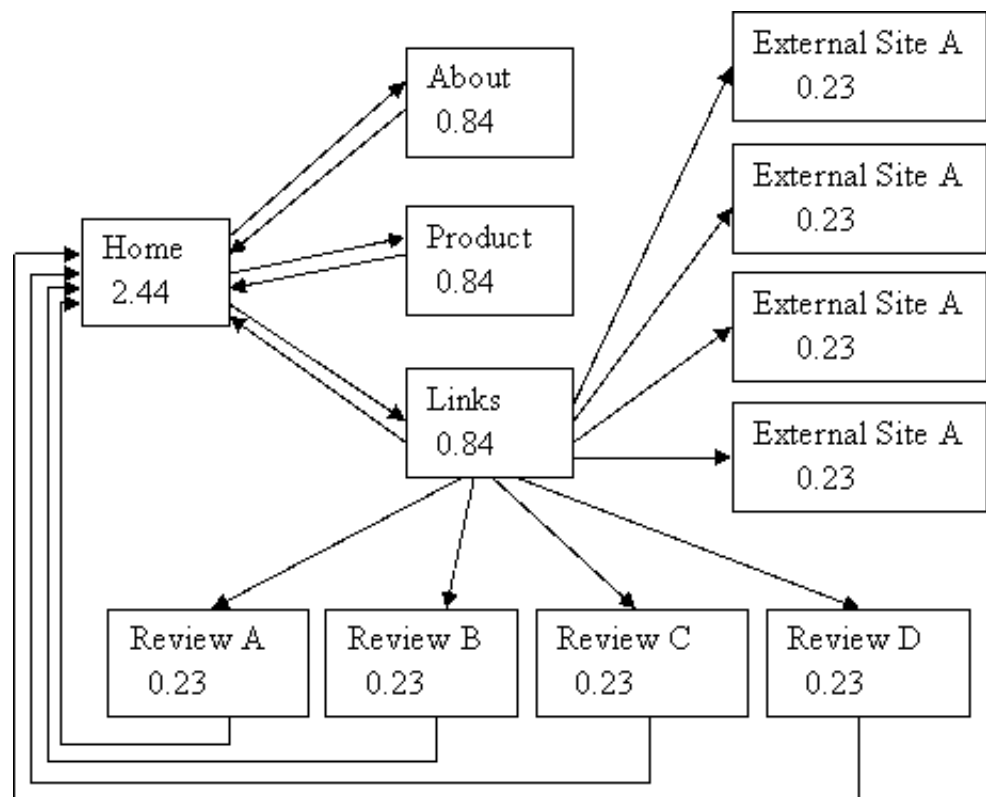 About
0.84
External Site A
0.23
External Site A
0.23
Home
2.44
Product
0.84
External Site A
0.23
Links
0.84
External Site A
0.23
Review A
0.23
Review B
0.23
Review C
0.23
Review D
0.23